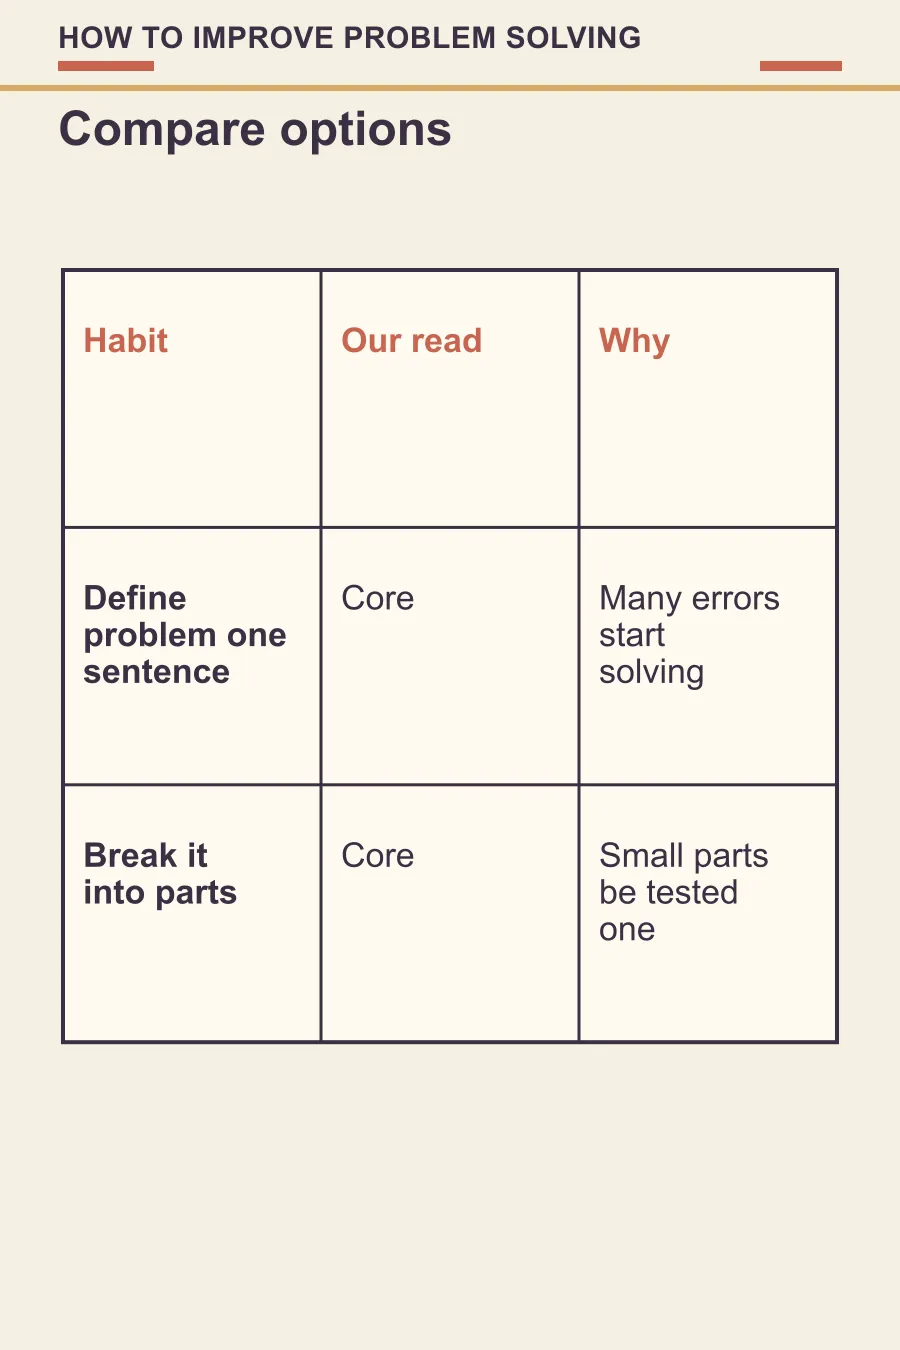 HOW TO IMPROVE PROBLEM SOLVING
Compare options
Habit
Our read
Why
Define
problem one
sentence
Core
Many errors
start
solving
Break it
into parts
Core
Small parts
be tested
one